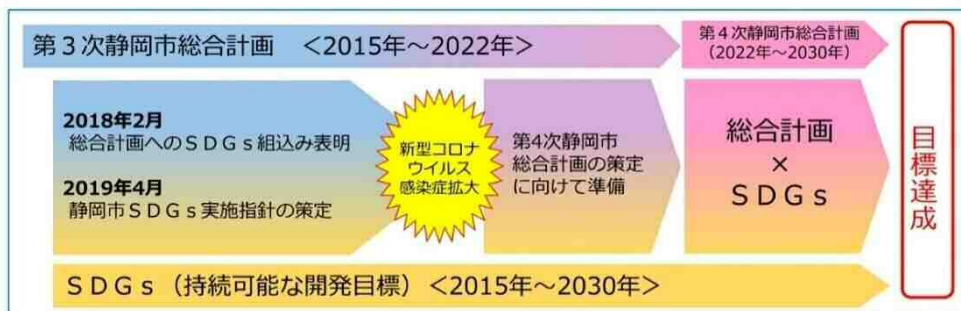 第３次静岡市総合計画　＜2015年～2022年＞
第４次静岡市総合計画
（2022年～2030年）
2018年2月
総合計画へのＳＤＧｓ組込み表明
2019年4月
静岡市ＳＤＧｓ実施指針の策定
新型コロナ
ウイルス
感染症拡大
第4次静岡市
総合計画の策定
に向けて準備
総合計画
×
ＳＤＧｓ
目標達成
ＳＤＧｓ（持続可能な開発目標）＜2015年～2030年＞